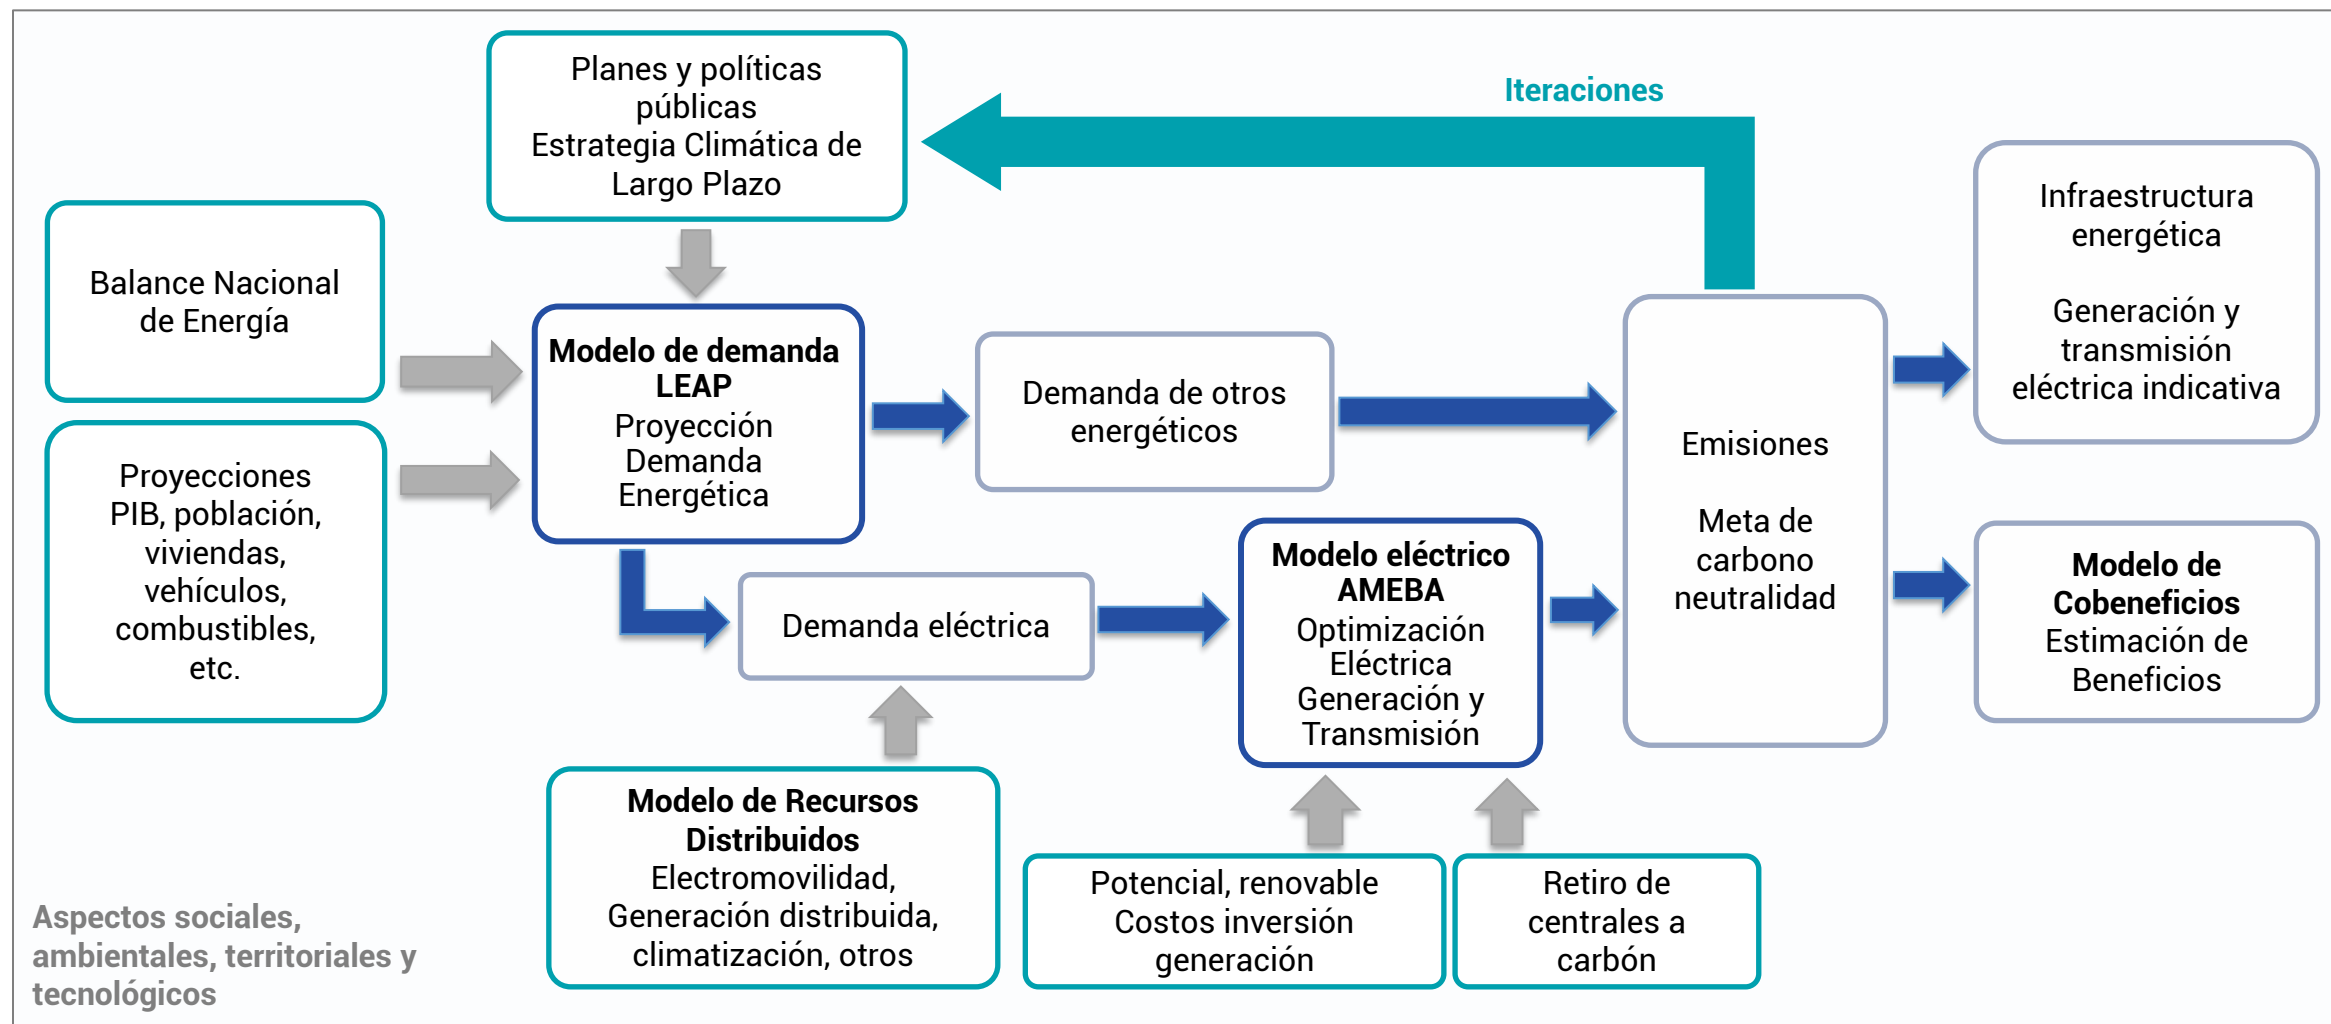 Planes y políticas
públicas
Estrategia Climática de
Largo Plazo
Iteraciones
Balance Nacional
de Energía
Proyecciones
PIB, población,
viviendas,
vehículos,
combustibles,
etc.
Modelo de demanda
LEAP
Proyección
Demanda
Energética
Demanda de otros
energéticos
Demanda eléctrica
Modelo eléctrico
AMEBA
Optimización
Eléctrica
Generación y
Transmisión
Emisiones
Meta de
carbono
neutralidad
Infraestructura
energética
Generación y
transmisión
eléctrica indicativa
Modelo de
Cobeneficios
Estimación de
Beneficios
Modelo de Recursos
Distribuidos
Electromovilidad,
Generación distribuida,
climatización, otros
Potencial, renovable
Costos inversión
generación
Retiro de
centrales a
carbón
Aspectos sociales,
ambientales, territoriales y
tecnológicos